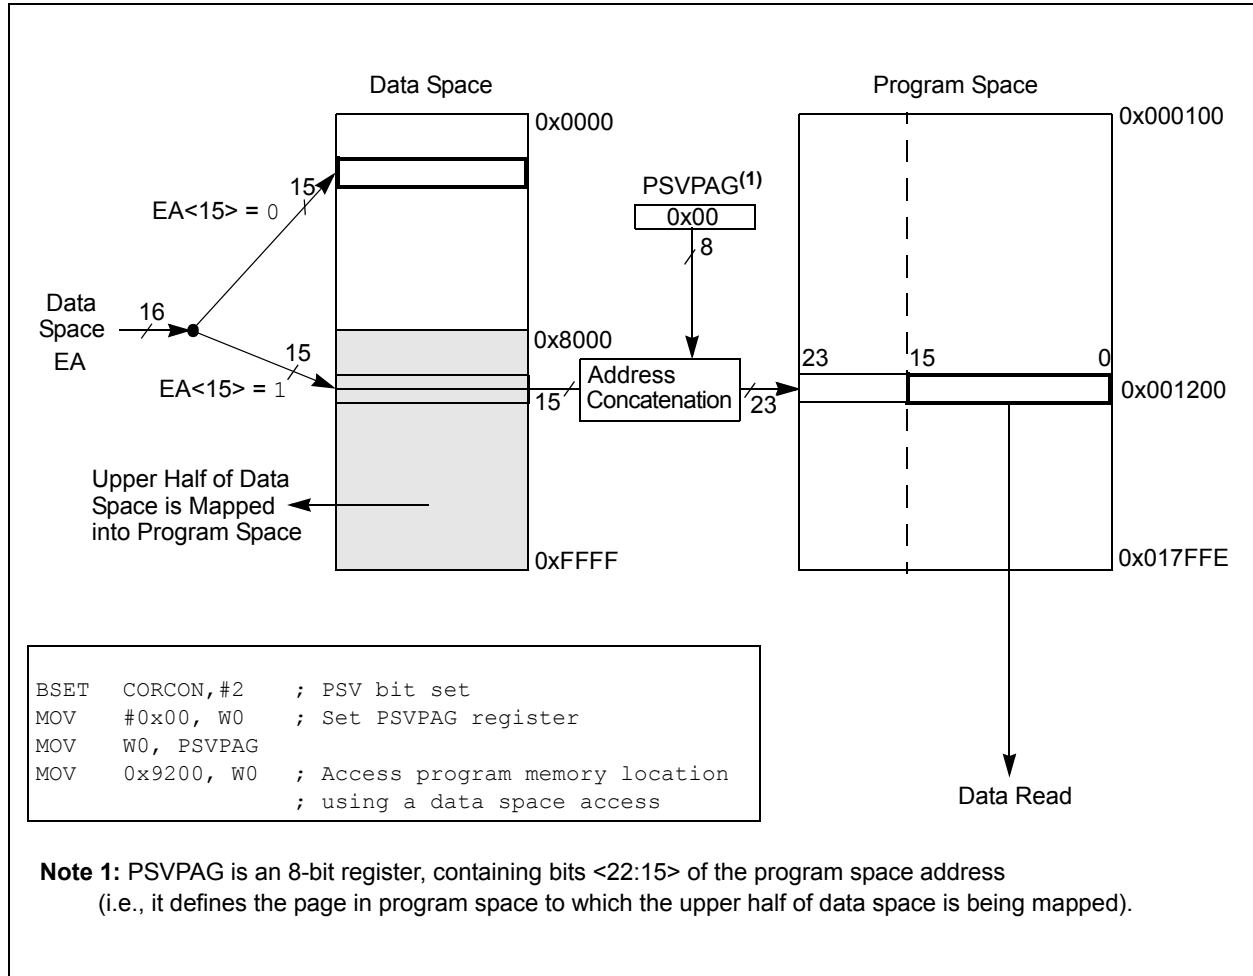 Data Space
Program Space
0x0000
0x000100
15
PSVPAG(1)
EA<15> = 0
0x00
8
Data
Space
EA
16
0x8000
15
23
15
0
EA<15> = 1
15
Address
Concatenation
23
0x001200
Upper Half of Data
Space is Mapped
into Program Space
0xFFFF
0x017FFE
BSET CORCON,#2 ; PSV bit set
MOV #0x00, W0 ; Set PSVPAG register
MOV W0, PSVPAG
MOV 0x9200, W0 ; Access program memory location
; using a data space access
Data Read
Note 1: PSVPAG is an 8-bit register, containing bits <22:15> of the program space address
(i.e., it defines the page in program space to which the upper half of data space is being mapped).